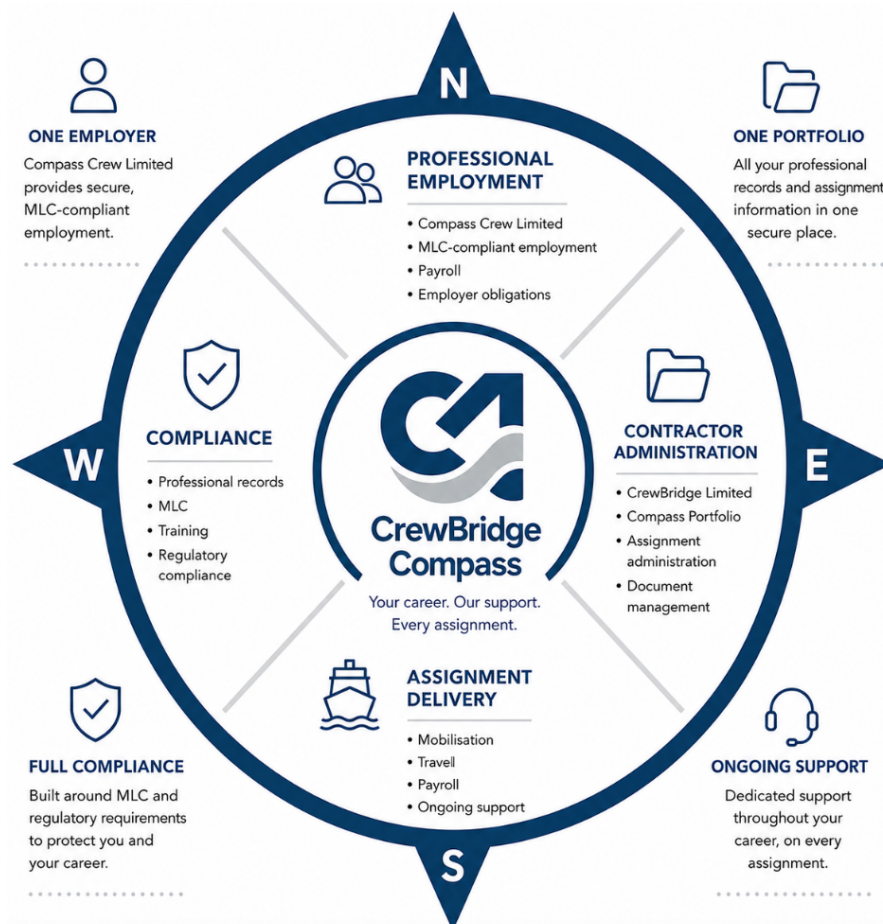 N
ONE EMPLOYER
Compass Crew Limited
provides secure,
MLC-compliant
employment.
PROFESSIONAL
EMPLOYMENT
• Compass Crew Limited
• MLC-compliant employment
• Payroll
• Employer obligations
ONE PORTFOLIO
All your professional
records and assignment
information in one
secure place.
W
COMPLIANCE
• Professional records
• MLC
• Training
• Regulatory
compliance
CrewBridge
Compass
Your career. Our support.
Every assignment.
CONTRACTOR
ADMINISTRATION
• CrewBridge Limited
• Compass Portfolio
• Assignment
administration
• Document
management
E
FULL COMPLIANCE
Built around MLC and
regulatory requirements
to protect you and
your career.
ASSIGNMENT
DELIVERY
• Mobilisation
• Travell
• Payroll
• Ongoing support
ONGOING SUPPORT
Dedicated support
throughout your
career, on every
assignment.
S